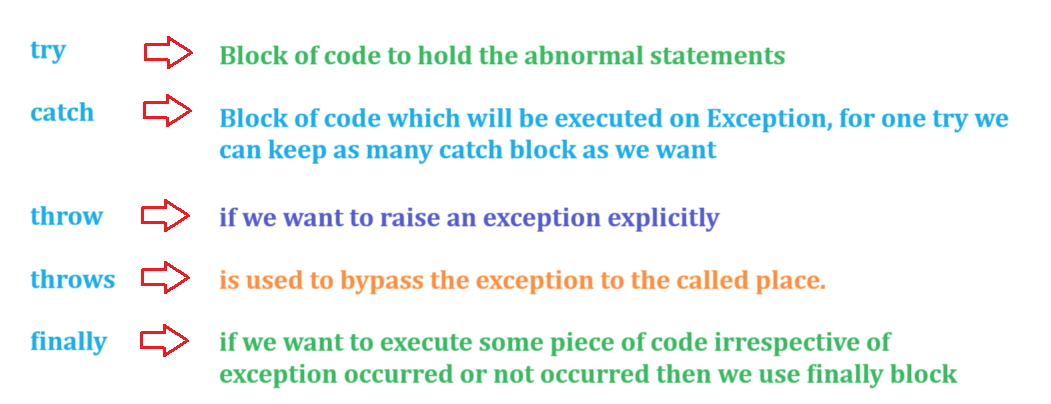 try Block of code to hold the abnormal statements
catch Block of code which will be executed on Exception, for one try we
can keep as many catch block as we want
throw if we want to raise an exception explicitly
throws is used to bypass the exception to the called place.
finally if we want to execute some piece of code irrespective of
exception occurred or not occurred then we use finally block